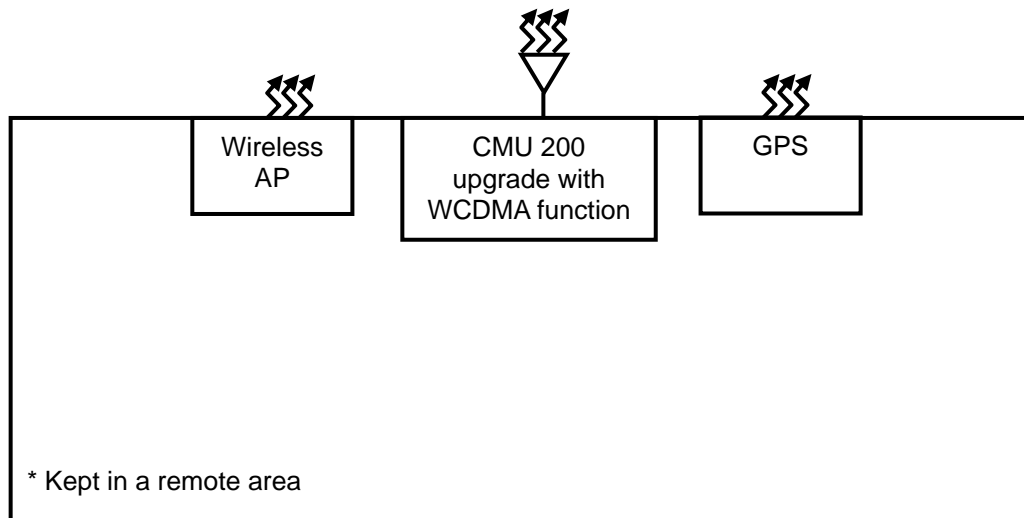 Wireless
AP
CMU 200
upgrade with
WCDMA function
GPS
* Kept in a remote area